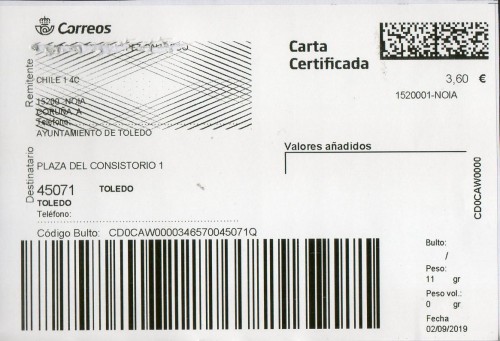 Correos
Carta
Certificada
3,60 €
1520001-NOIA
Remitente
CHILE 1 4C
15200 -NOIA
CORUÑA, A
Teléfono:
Destinatario
AYUNTAMIENTO DE TOLEDO
PLAZA DEL CONSISTORIO 1
45071 TOLEDO
TOLEDO
Teléfono:
Valores añadidos
CD0CAW0000
Código Bulto: CD0CAW0000346570045071Q
Bulto:
/
Peso:
11 gr
Peso vol.:
0 gr
Fecha
02/09/2019